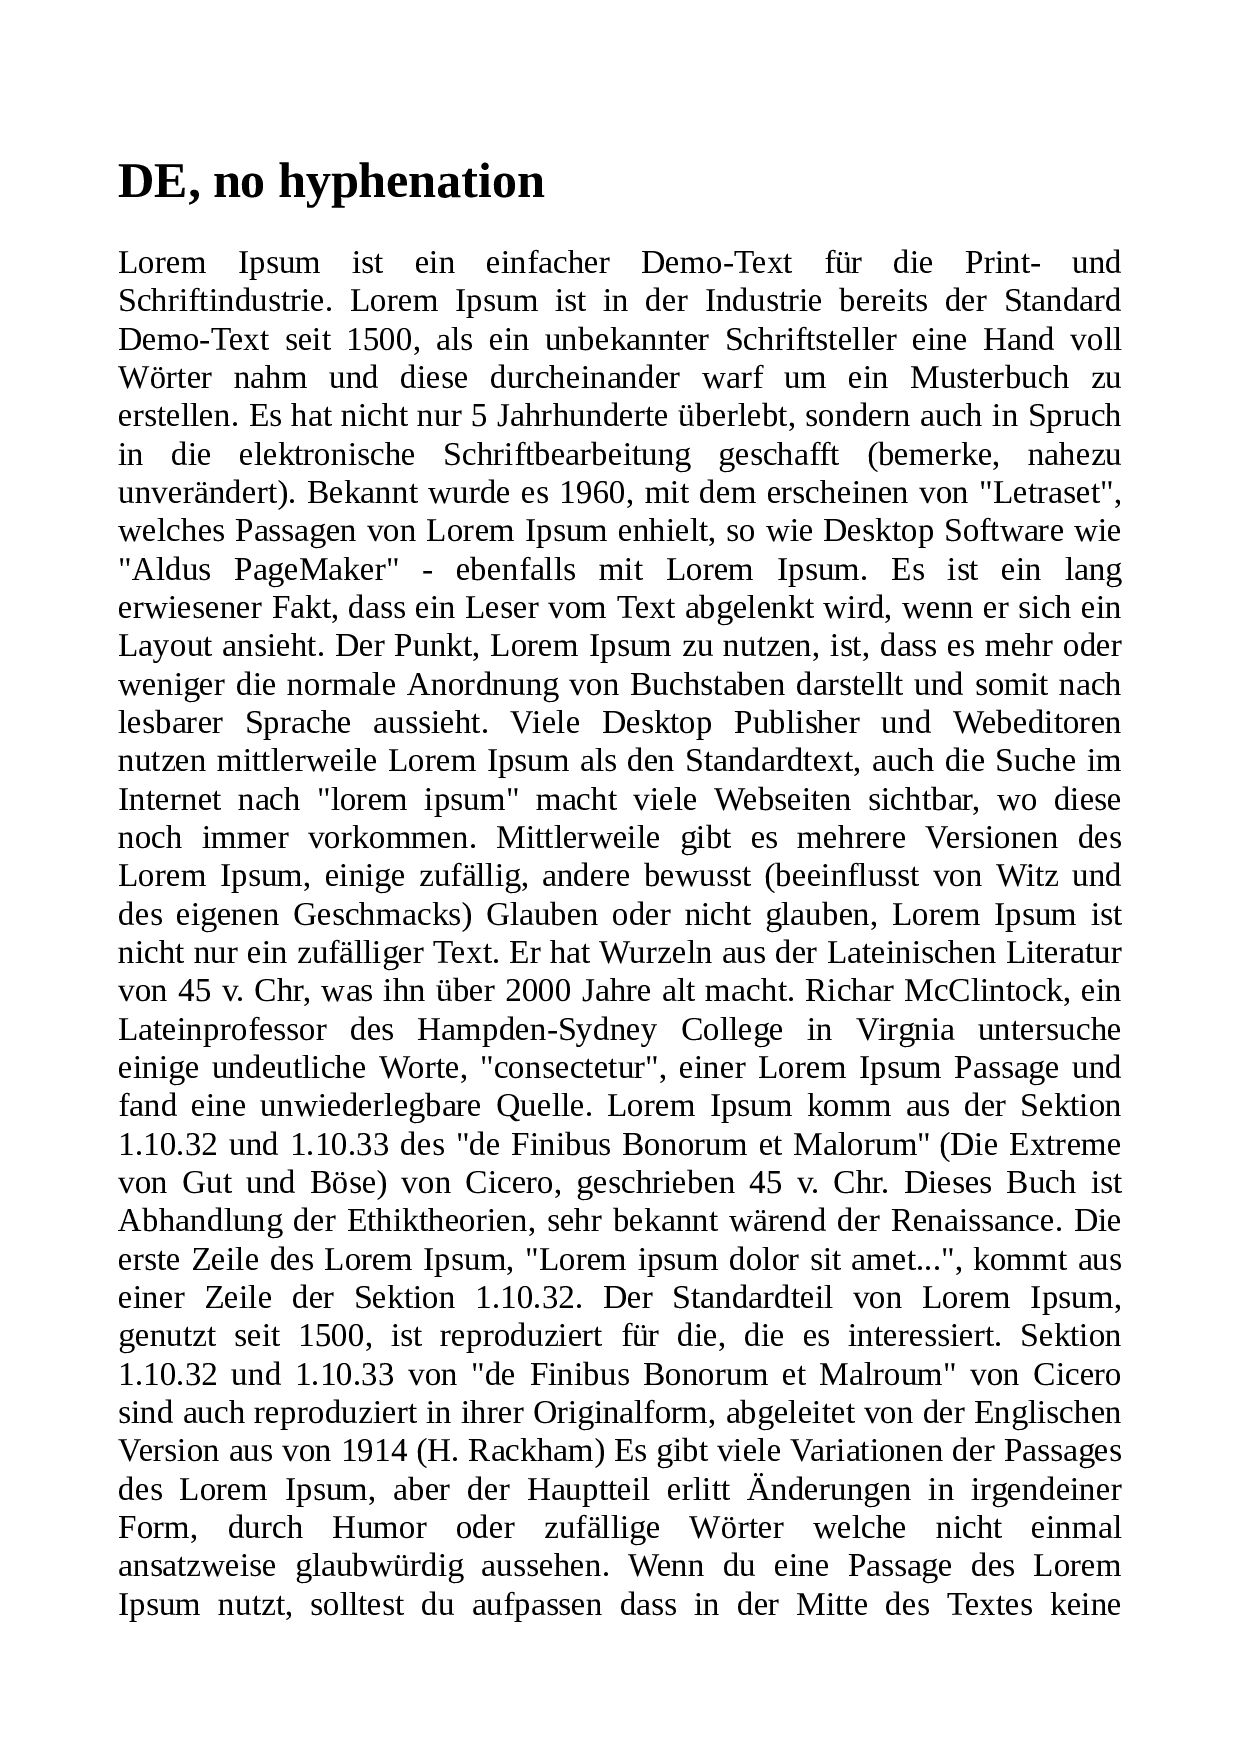 DE, no hyphenation
Lorem Ipsum ist ein einfacher Demo-Text für die Print- und
Schriftindustrie. Lorem Ipsum ist in der Industrie bereits der Standard
Demo-Text seit 1500, als ein unbekannter Schriftsteller eine Hand voll
Wörter nahm und diese durcheinander warf um ein Musterbuch zu
erstellen. Es hat nicht nur 5 Jahrhunderte überlebt, sondern auch in Spruch
in die elektronische Schriftbearbeitung geschafft (bemerke, nahezu
unverändert). Bekannt wurde es 1960, mit dem erscheinen von "Letraset",
welches Passagen von Lorem Ipsum enhielt, so wie Desktop Software wie
"Aldus PageMaker" - ebenfalls mit Lorem Ipsum. Es ist ein lang
erwiesener Fakt, dass ein Leser vom Text abgelenkt wird, wenn er sich ein
Layout ansieht. Der Punkt, Lorem Ipsum zu nutzen, ist, dass es mehr oder
weniger die normale Anordnung von Buchstaben darstellt und somit nach
lesbarer Sprache aussieht. Viele Desktop Publisher und Webeditoren
nutzen mittlerweile Lorem Ipsum als den Standardtext, auch die Suche im
Internet nach "lorem ipsum" macht viele Webseiten sichtbar, wo diese
noch immer vorkommen. Mittlerweile gibt es mehrere Versionen des
Lorem Ipsum, einige zufällig, andere bewusst (beeinflusst von Witz und
des eigenen Geschmacks) Glauben oder nicht glauben, Lorem Ipsum ist
nicht nur ein zufälliger Text. Er hat Wurzeln aus der Lateinischen Literatur
von 45 v. Chr, was ihn über 2000 Jahre alt macht. Richar McClintock, ein
Lateinprofessor des Hampden-Sydney College in Virgnia untersuche
einige undeutliche Worte, "consectetur", einer Lorem Ipsum Passage und
fand eine unwiederlegbare Quelle. Lorem Ipsum komm aus der Sektion
1.10.32 und 1.10.33 des "de Finibus Bonorum et Malorum" (Die Extreme
von Gut und Böse) von Cicero, geschrieben 45 v. Chr. Dieses Buch ist
Abhandlung der Ethiktheorien, sehr bekannt wärend der Renaissance. Die
erste Zeile des Lorem Ipsum, "Lorem ipsum dolor sit amet...", kommt aus
einer Zeile der Sektion 1.10.32. Der Standardteil von Lorem Ipsum,
genutzt seit 1500, ist reproduziert für die, die es interessiert. Sektion
1.10.32 und 1.10.33 von "de Finibus Bonorum et Malroum" von Cicero
sind auch reproduziert in ihrer Originalform, abgeleitet von der Englischen
Version aus von 1914 (H. Rackham) Es gibt viele Variationen der Passages
des Lorem Ipsum, aber der Hauptteil erlitt Änderungen in irgendeiner
Form, durch Humor oder zufällige Wörter welche nicht einmal
ansatzweise glaubwürdig aussehen. Wenn du eine Passage des Lorem
Ipsum nutzt, solltest du aufpassen dass in der Mitte des Textes keine